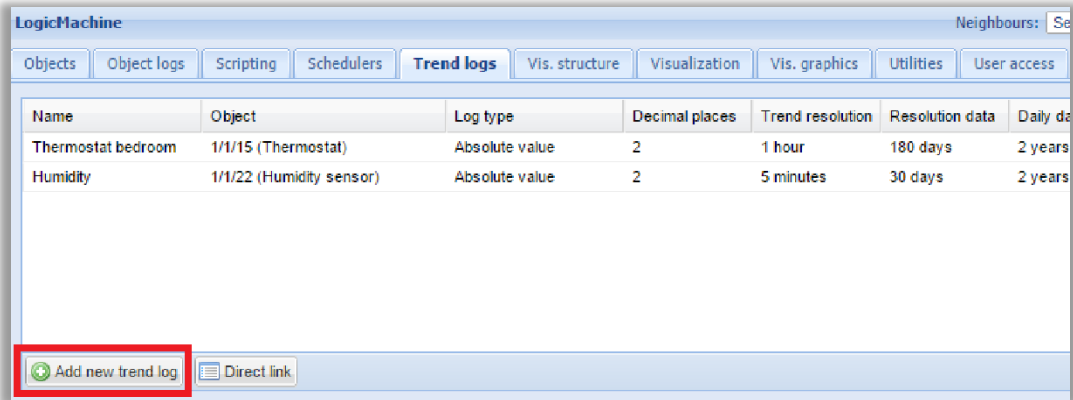 LogicMachine Neighbours: Se
Objects Object logs Scripting Schedulers Trend logs Vis. structure Visualization Vis. graphics Utilities User access
Name Object Log type Decimal places Trend resolution Resolution data Daily da
Thermostat bedroom 1/1/15 (Thermostat) Absolute value 2 1 hour 180 days 2 years
Humidity 1/1/22 (Humidity sensor) Absolute value 2 5 minutes 30 days 2 years
Add new trend log Direct link